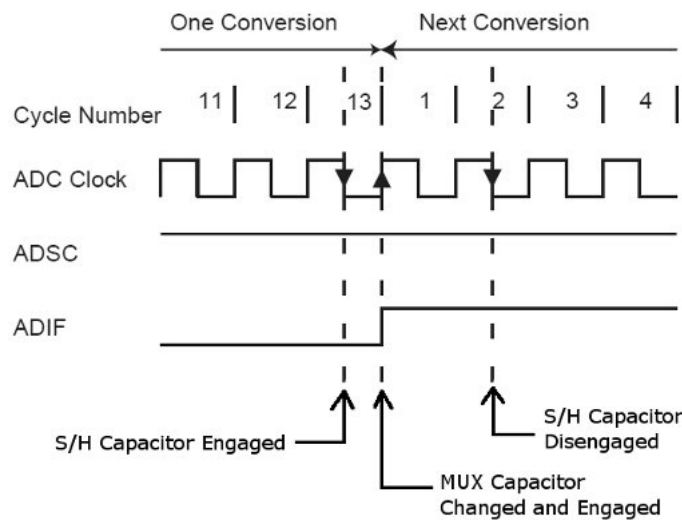 One Conversion Next Conversion
Cycle Number 11 12 13 1 2 3 4
ADC Clock
ADSC
ADIF
S/H Capacitor Engaged
S/H Capacitor
Disengaged
MUX Capacitor
Changed and Engaged